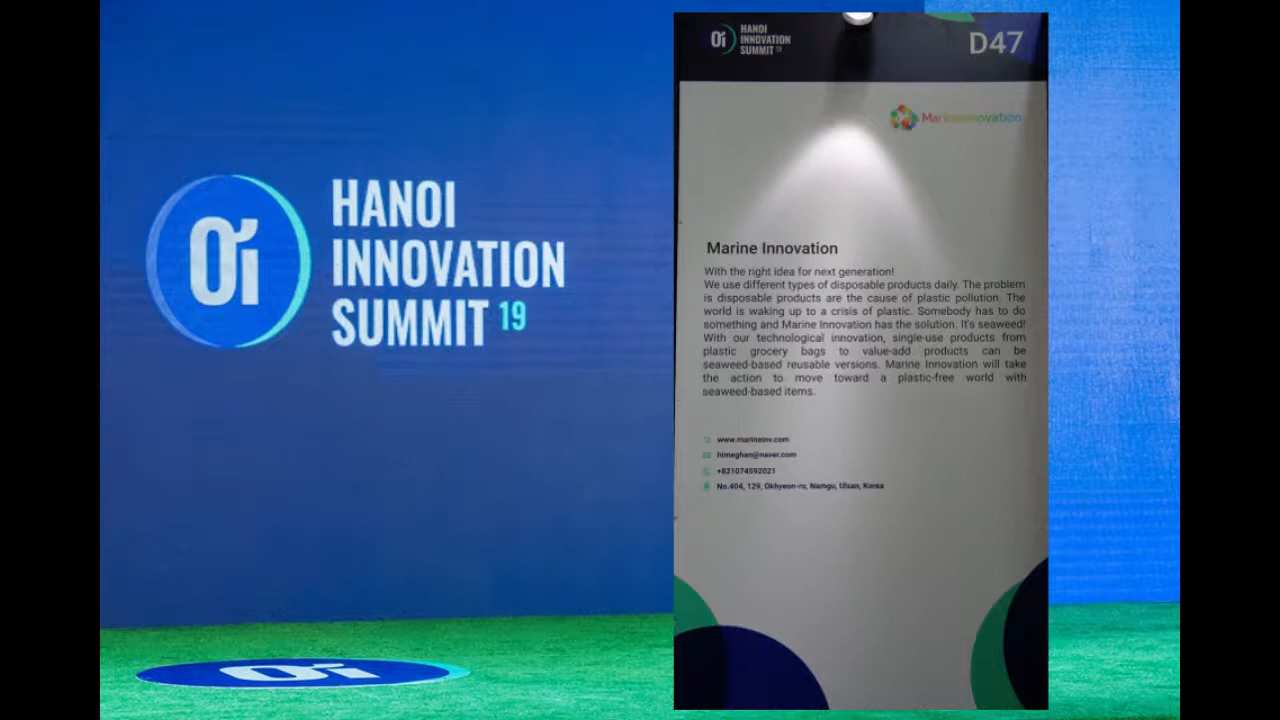 HANOI
INNOVATION
SUMMIT 19
HANOI
INNOVATION
SUMMIT 19
D47
Marineinnovation
Marine Innovation
With the right idea for next generation!
We use different types of disposable products daily. The problem
is disposable products are the cause of plastic pollution. The
world is waking up to a crisis of plastic. Somebody has to do
something and Marine Innovation has the solution. It's seaweed!
With our technological innovation, single-use products from
plastic grocery bags to value-add products can be
seaweed-based reusable versions. Marine Innovation will take
the action to move toward a plastic-free world with
seaweed-based items.
www.marineinv.com
himeghan@naver.com
+821074592021
No.404, 129, Okhyeon-ro, Namgu, Ulsan, Korea